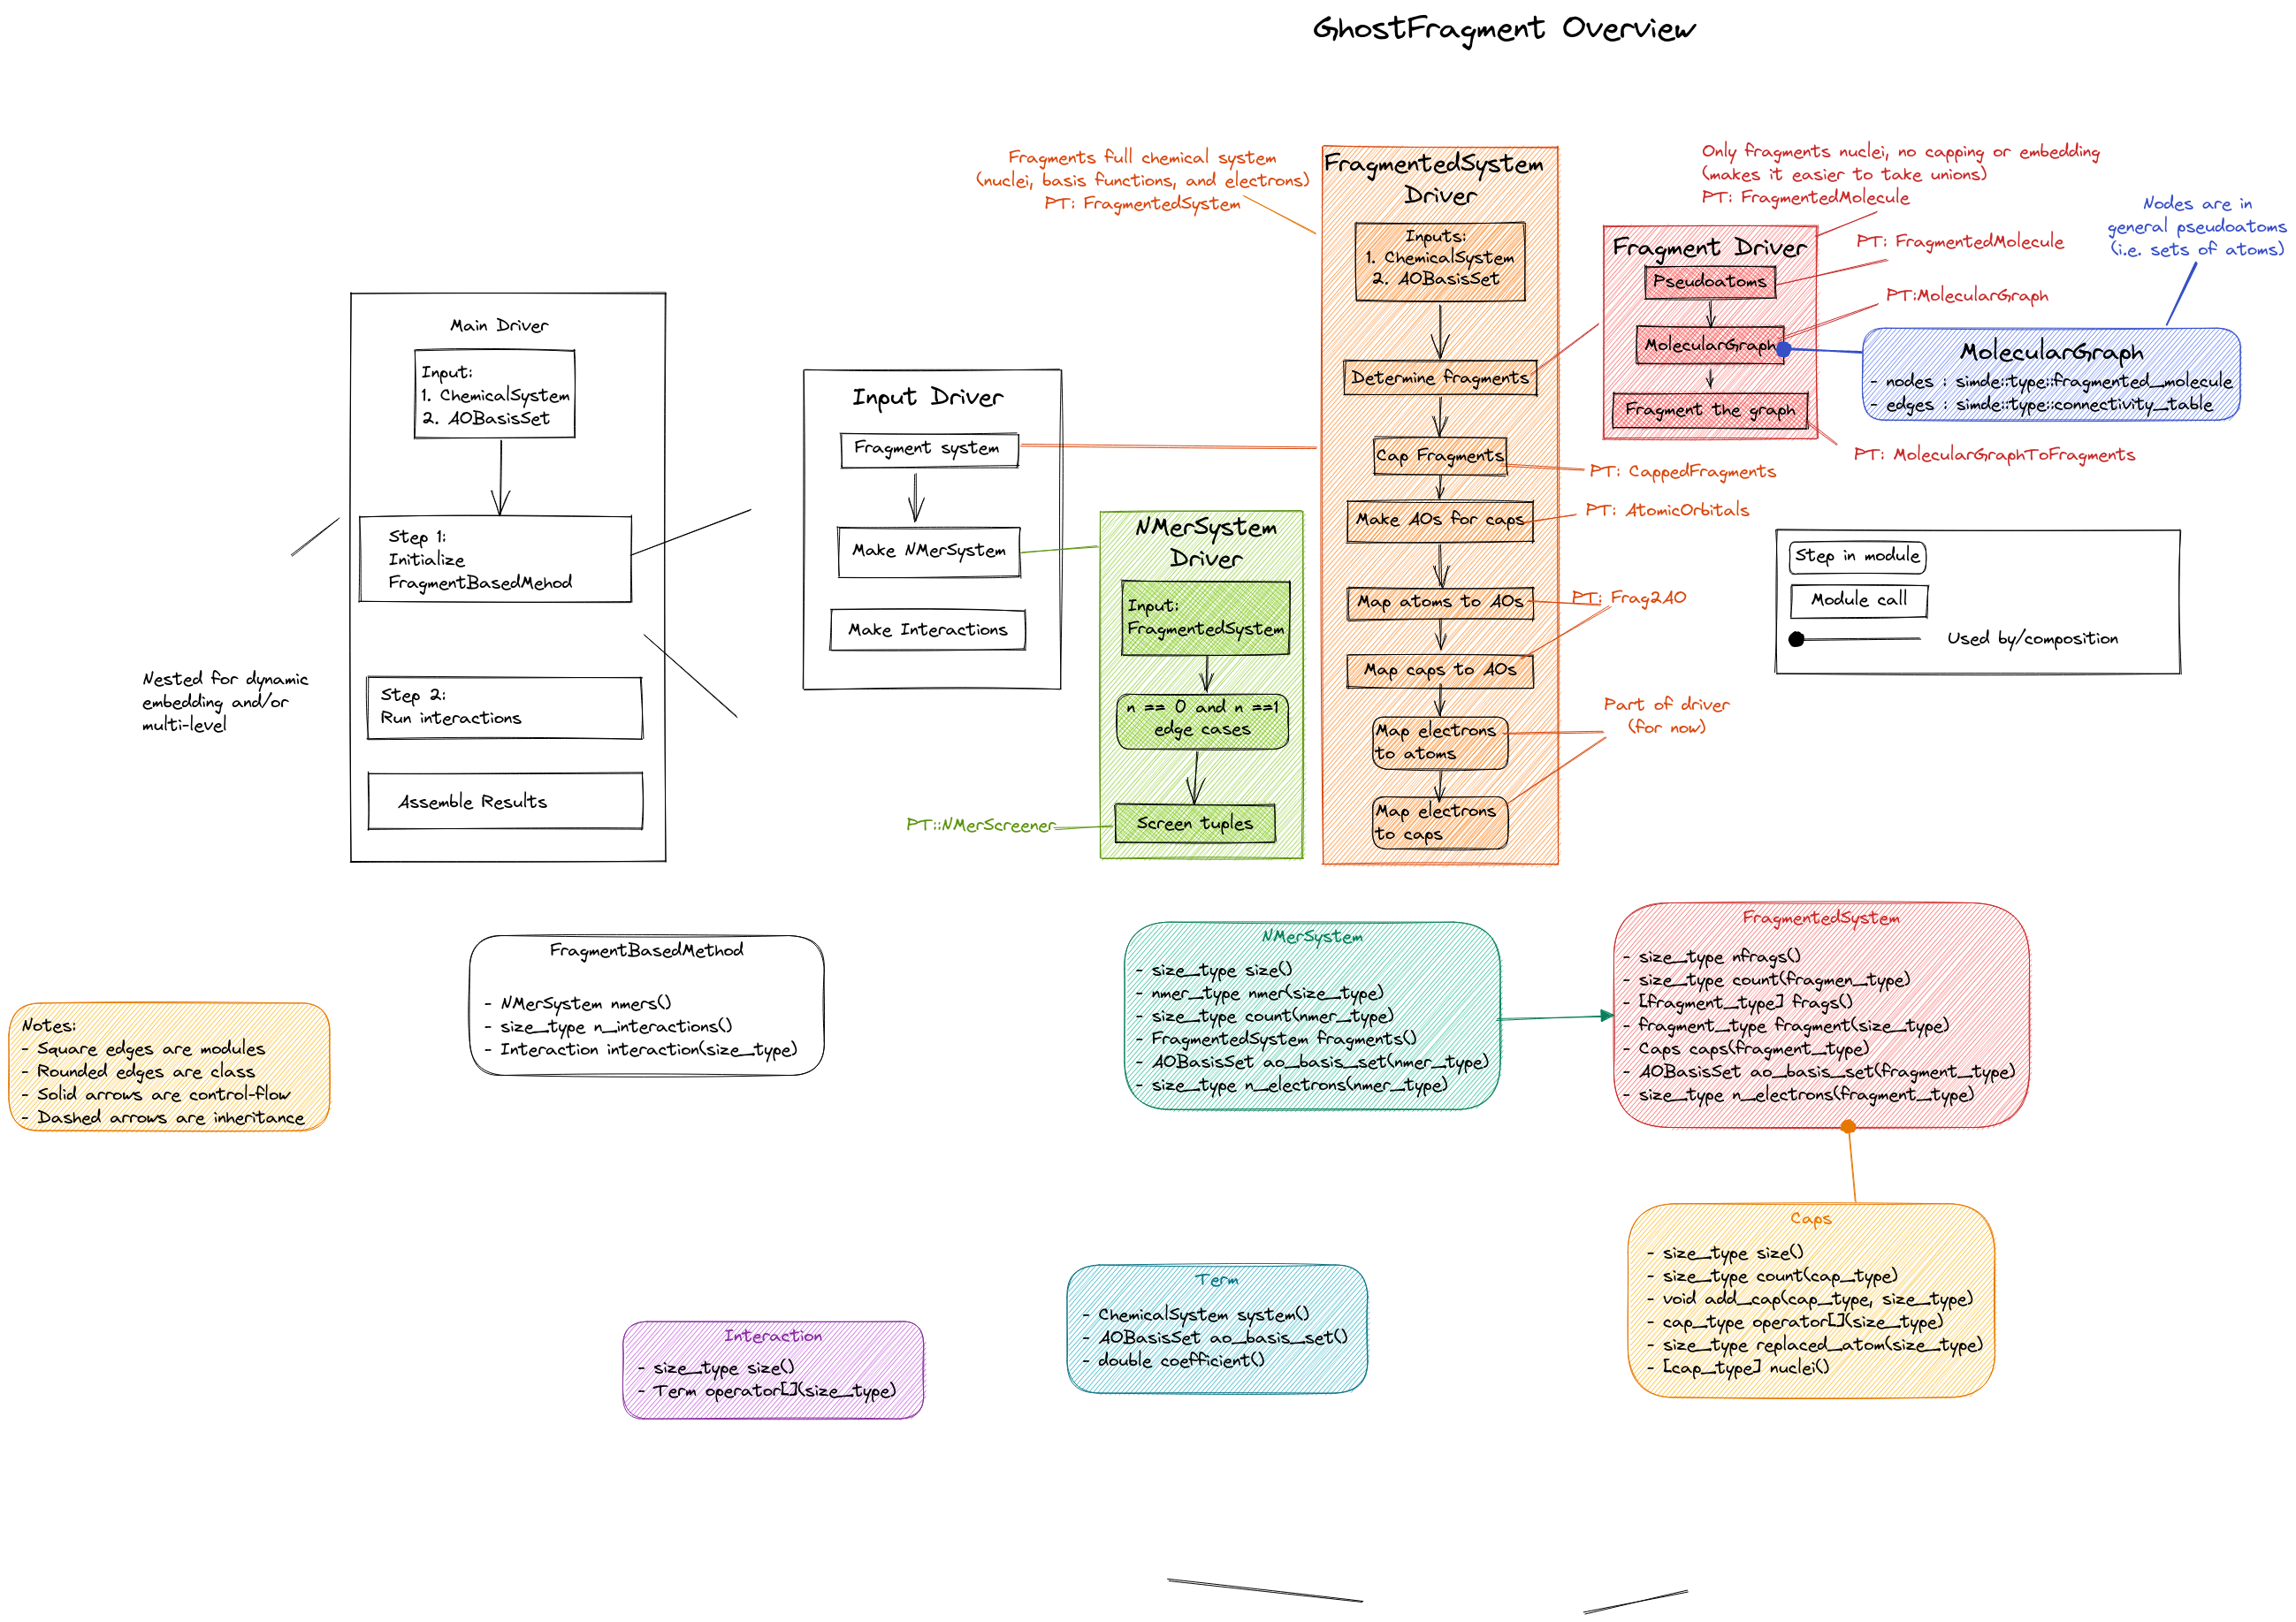 GhostFragment Overview
Fragments full chemical system
(nuclei, basis functions, and electrons)
PT: FragmentedSystem
FragmentedSystem
Driver
Inputs:
1. ChemicalSystem
2. AOBasisSet
Determine fragments
Cap Fragments
Make AOs for caps
Map atoms to AOs
Map caps to AOs
Map electrons
to atoms
Map electrons
to caps
PT: CappedFragments
PT: AtomicOrbitals
PT: Frag2AO
Part of driver
(for now)
Only fragments nuclei, no capping or embedding
(makes it easier to take unions)
PT: FragmentedMolecule
Fragment Driver
Pseudoatoms
MolecularGraph
Fragment the graph
PT: FragmentedMolecule
PT:MolecularGraph
PT: MolecularGraphToFragments
Nodes are in
general pseudoatoms
(i.e. sets of atoms)
MolecularGraph
- nodes : simde::type::fragmented_molecule
- edges : simde::type::connectivity_table
Main Driver
Input:
1. ChemicalSystem
2. AOBasisSet
Step 1:
Initialize
FragmentBasedMehod
Step 2:
Run interactions
Assemble Results
Nested for dynamic
embedding and/or
multi-level
Input Driver
Fragment system
Make NMerSystem
Make Interactions
NMerSystem
Driver
Input:
FragmentedSystem
n == 0 and n ==1
edge cases
Screen tuples
PT::NMerScreener
Step in module
Module call
Used by/composition
Notes:
- Square edges are modules
- Rounded edges are class
- Solid arrows are control-flow
- Dashed arrows are inheritance
FragmentBasedMethod
- NMerSystem nmers()
- size_type n_interactions()
- Interaction interaction(size_type)
NMerSystem
- size_type size()
- nmer_type nmer(size_type)
- size_type count(nmer_type)
- FragmentedSystem fragments()
- AOBasisSet ao_basis_set(nmer_type)
- size_type n_electrons(nmer_type)
FragmentedSystem
- size_type nfrags()
- size_type count(fragmen_type)
- [fragment_type] frags()
- fragment_type fragment(size_type)
- Caps caps(fragment_type)
- AOBasisSet ao_basis_set(fragment_type)
- size_type n_electrons(fragment_type)
Caps
- size_type size()
- size_type count(cap_type)
- void add_cap(cap_type, size_type)
- cap_type operator[](size_type)
- size_type replaced_atom(size_type)
- [cap_type] nuclei()
Term
- ChemicalSystem system()
- AOBasisSet ao_basis_set()
- double coefficient()
Interaction
- size_type size()
- Term operator[](size_type)